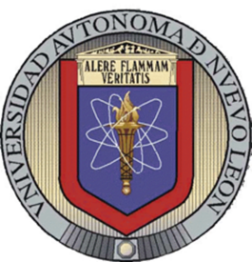 VNIVERSIDAD AVTONOMA D NVEVO LEON
ALERE FLAMMAM
VERITATIS